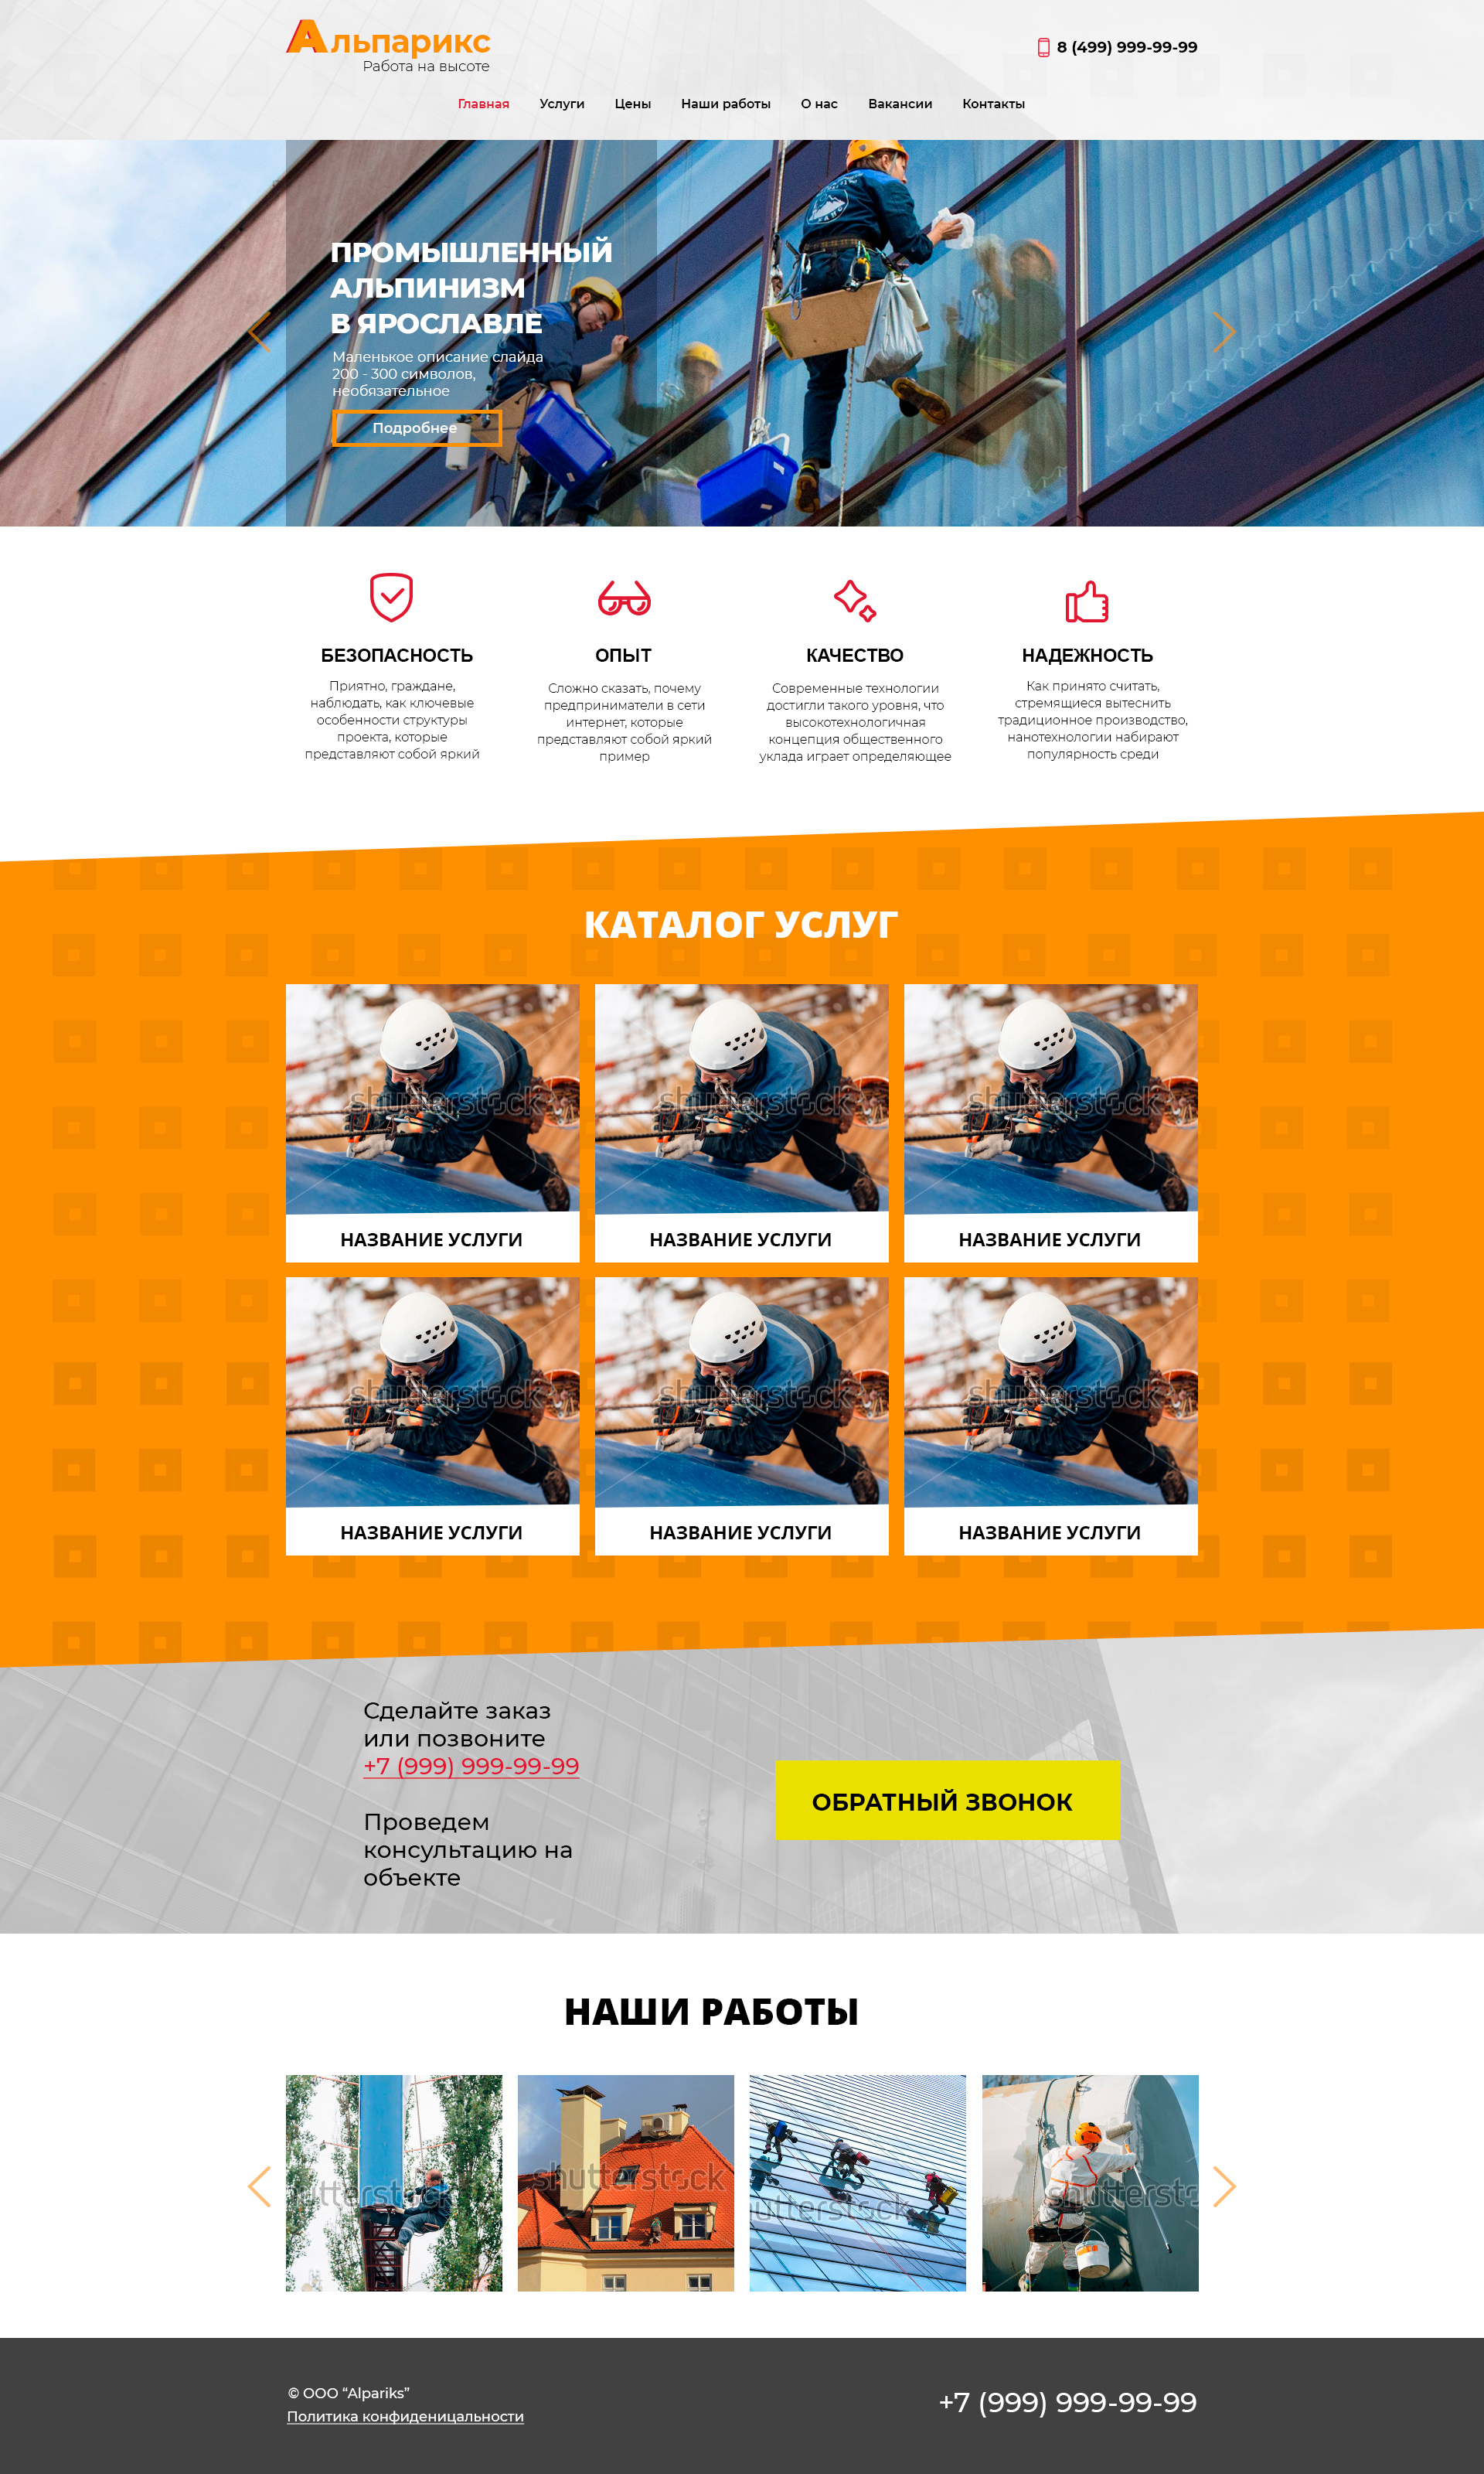 Альпарикс
Работа на высоте
8 (499) 999-99-99
Главная Услуги Цены Наши работы О нас Вакансии Контакты
ПРОМЫШЛЕННЫЙ
АЛЬПИНИЗМ
В ЯРОСЛАВЛЕ
Маленькое описание слайда
200 - 300 символов,
необязательное
Подробнее
БЕЗОПАСНОСТЬ
Приятно, граждане,
наблюдать, как ключевые
особенности структуры
проекта, которые
представляют собой яркий
ОПЫТ
Сложно сказать, почему
предприниматели в сети
интернет, которые
представляют собой яркий
пример
КАЧЕСТВО
Современные технологии
достигли такого уровня, что
высокотехнологичная
концепция общественного
уклада играет определяющее
НАДЕЖНОСТЬ
Как принято считать,
стремящиеся вытеснить
традиционное производство,
нанотехнологии набирают
популярность среди
КАТАЛОГ УСЛУГ
shutterstock
shutterstock
shutterstock
НАЗВАНИЕ УСЛУГИ
НАЗВАНИЕ УСЛУГИ
НАЗВАНИЕ УСЛУГИ
shutterstock
shutterstock
shutterstock
НАЗВАНИЕ УСЛУГИ
НАЗВАНИЕ УСЛУГИ
НАЗВАНИЕ УСЛУГИ
Сделайте заказ
или позвоните
+7 (999) 999-99-99
Проведем
консультацию на
объекте
ОБРАТНЫЙ ЗВОНОК
НАШИ РАБОТЫ
utterstock
shutterstock
utterstock
shutterstock
© ООО “Alpariks”
Политика конфиденицальности
+7 (999) 999-99-99